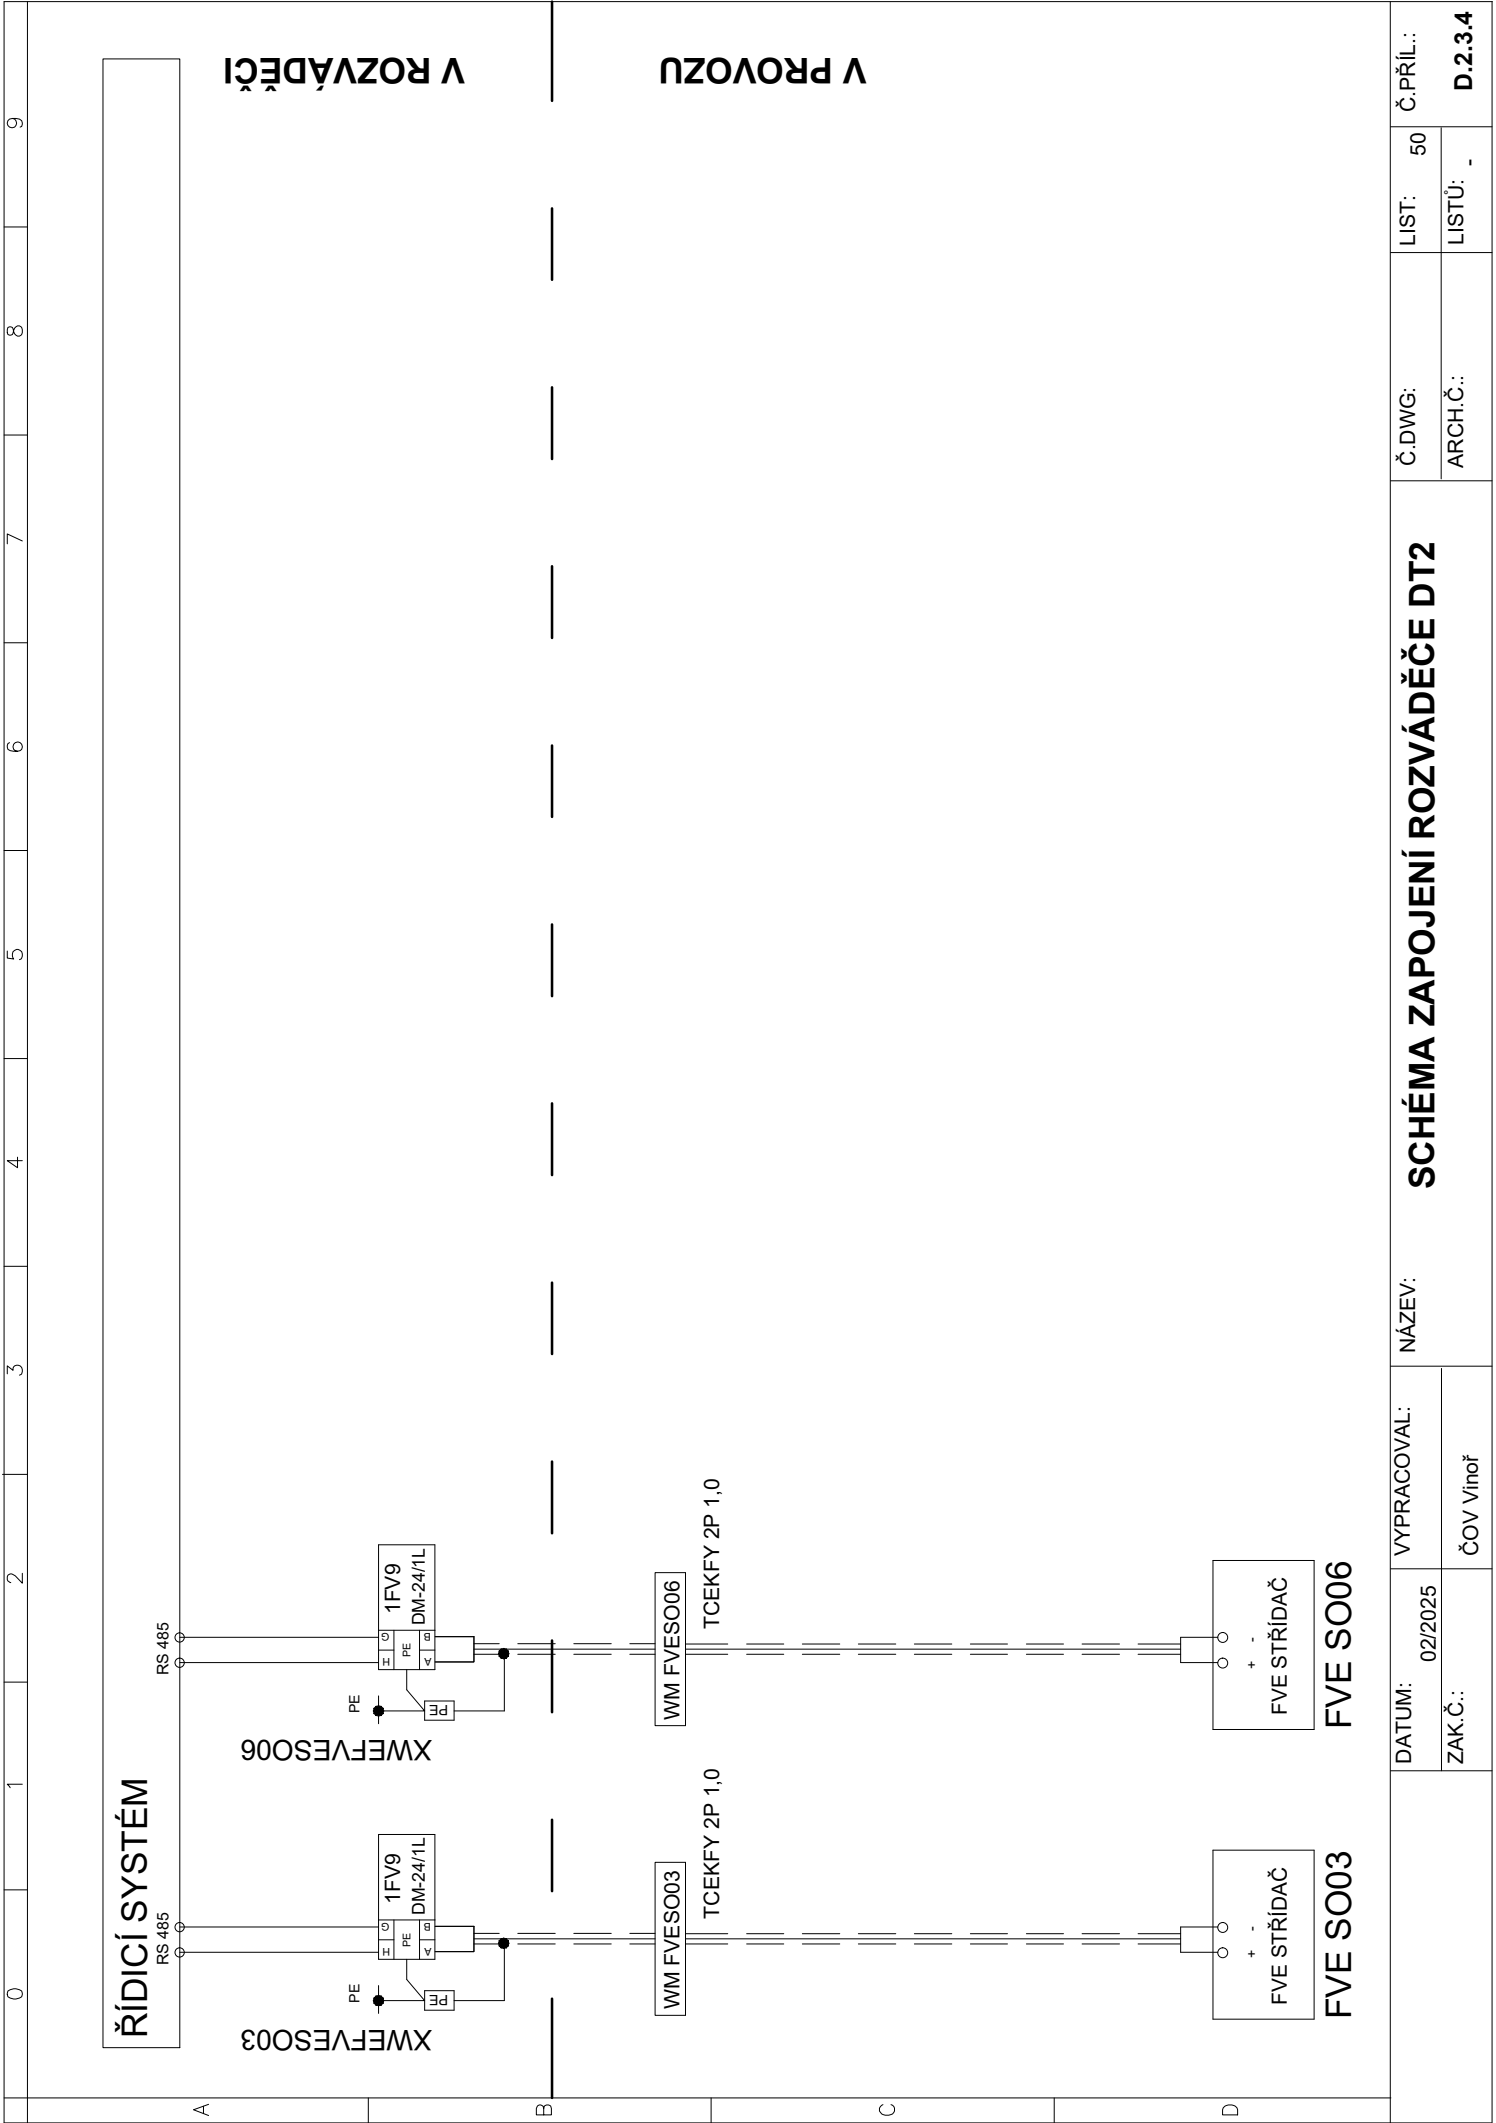 0 1 2 3 4 5 6 7 8 9
A
B
C
D
ŘÍDICÍ SYSTÉM
RS 485
RS 485
V ROZVÁDĚČI
V PROVOZU
XWEFVESO03
PE
PE
H G
PE
A B
1FV9
DM-24/1L
WM FVESO03
TCEKFY 2P 1,0
+ -
FVE STŘÍDAČ
FVE SO03
XWEFVESO06
PE
PE
H G
PE
A B
1FV9
DM-24/1L
WM FVESO06
TCEKFY 2P 1,0
+ -
FVE STŘÍDAČ
FVE SO06
DATUM:
02/2025
ZAK.Č.:
VYPRACOVAL:
ČOV Vinoř
NÁZEV:
SCHÉMA ZAPOJENÍ ROZVÁDĚČE DT2
Č.DWG:
ARCH.Č.:
LIST: 50
LISTŮ: -
Č.PŘÍL.:
D.2.3.4